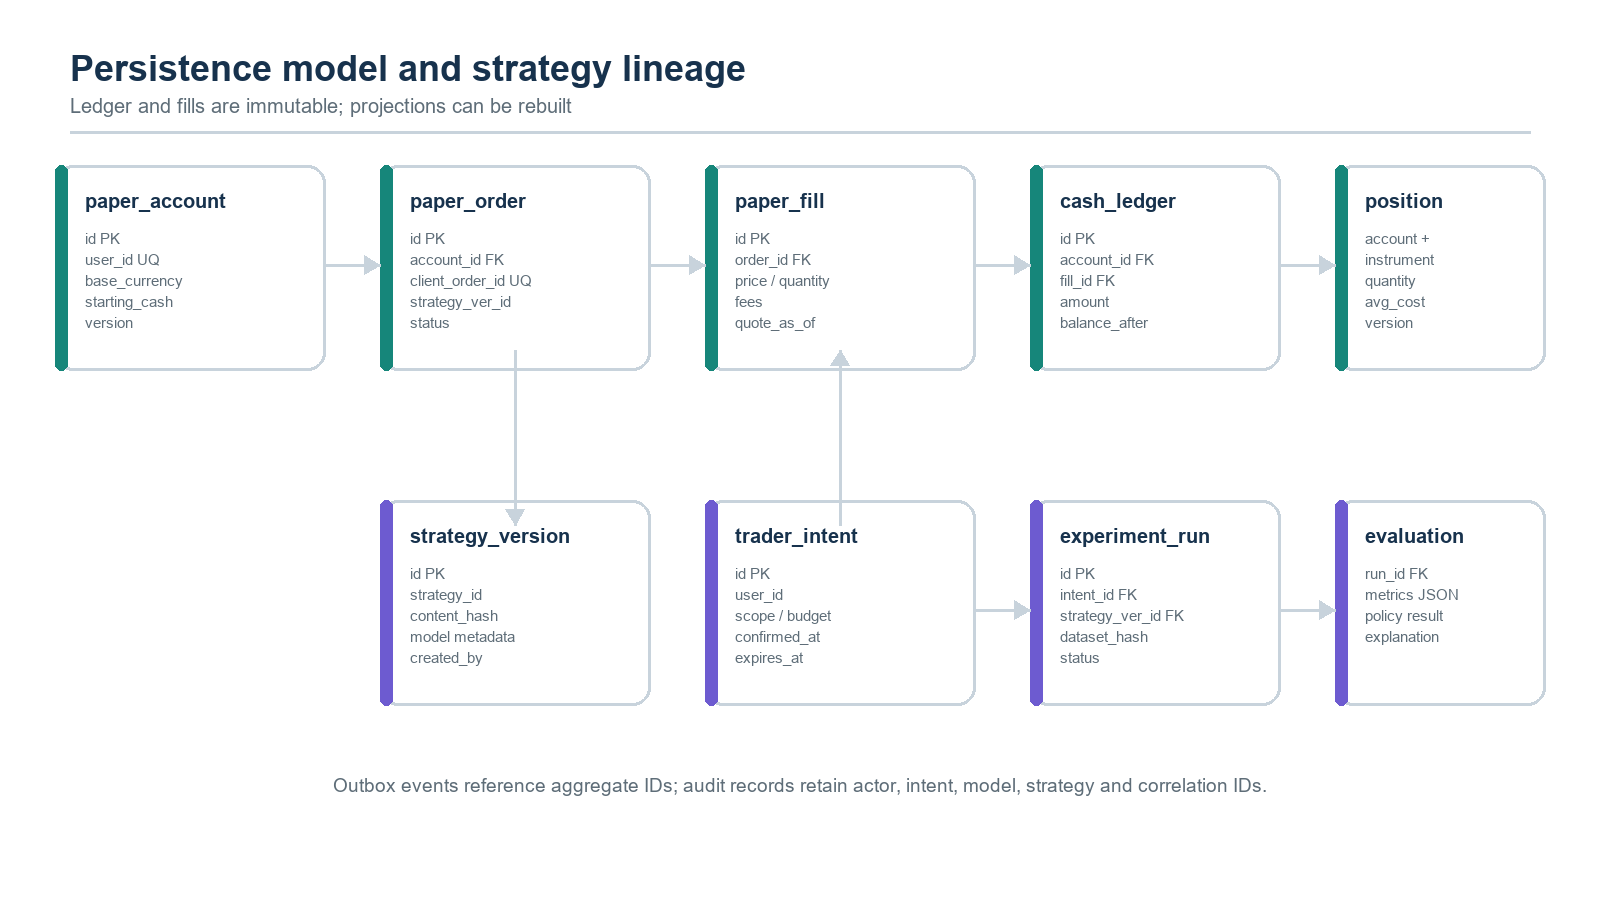 Persistence model and strategy lineage
Ledger and fills are immutable; projections can be rebuilt
paper_account
id PK
user_id UQ
base_currency
starting_cash
version
paper_order
id PK
account_id FK
client_order_id UQ
strategy_ver_id
status
paper_fill
id PK
order_id FK
price / quantity
fees
quote_as_of
cash_ledger
id PK
account_id FK
fill_id FK
amount
balance_after
position
account +
instrument
quantity
avg_cost
version
strategy_version
id PK
strategy_id
content_hash
model metadata
created_by
trader_intent
id PK
user_id
scope / budget
confirmed_at
expires_at
experiment_run
id PK
intent_id FK
strategy_ver_id FK
dataset_hash
status
evaluation
run_id FK
metrics JSON
policy result
explanation
Outbox events reference aggregate IDs; audit records retain actor, intent, model, strategy and correlation IDs.